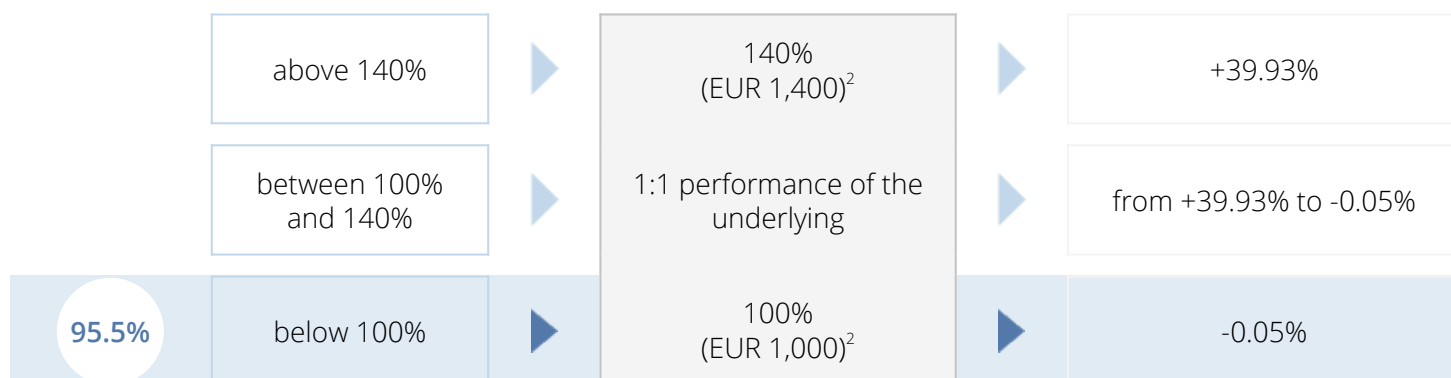 above 140%
140%
(EUR 1,400)2
+39.93%
between 100%
and 140%
1:1 performance of the
underlying
from +39.93% to -0.05%
95.5%
below 100%
100%
(EUR 1,000)2
-0.05%